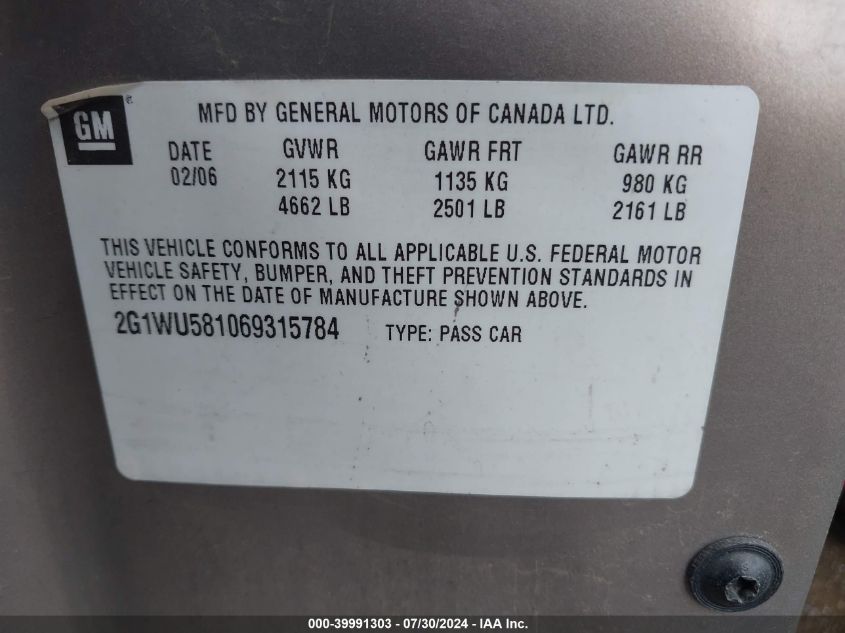 GM
MFD BY GENERAL MOTORS OF CANADA LTD.
DATE GVWR GAWR FRT GAWR RR
02/06 2115 KG 1135 KG 980 KG
4662 LB 2501 LB 2161 LB
THIS VEHICLE CONFORMS TO ALL APPLICABLE U.S. FEDERAL MOTOR
VEHICLE SAFETY, BUMPER, AND THEFT PREVENTION STANDARDS IN
EFFECT ON THE DATE OF MANUFACTURE SHOWN ABOVE.
2G1WU581069315784 TYPE: PASS CAR
000-39991303 - 07/30/2024 - IAA Inc.